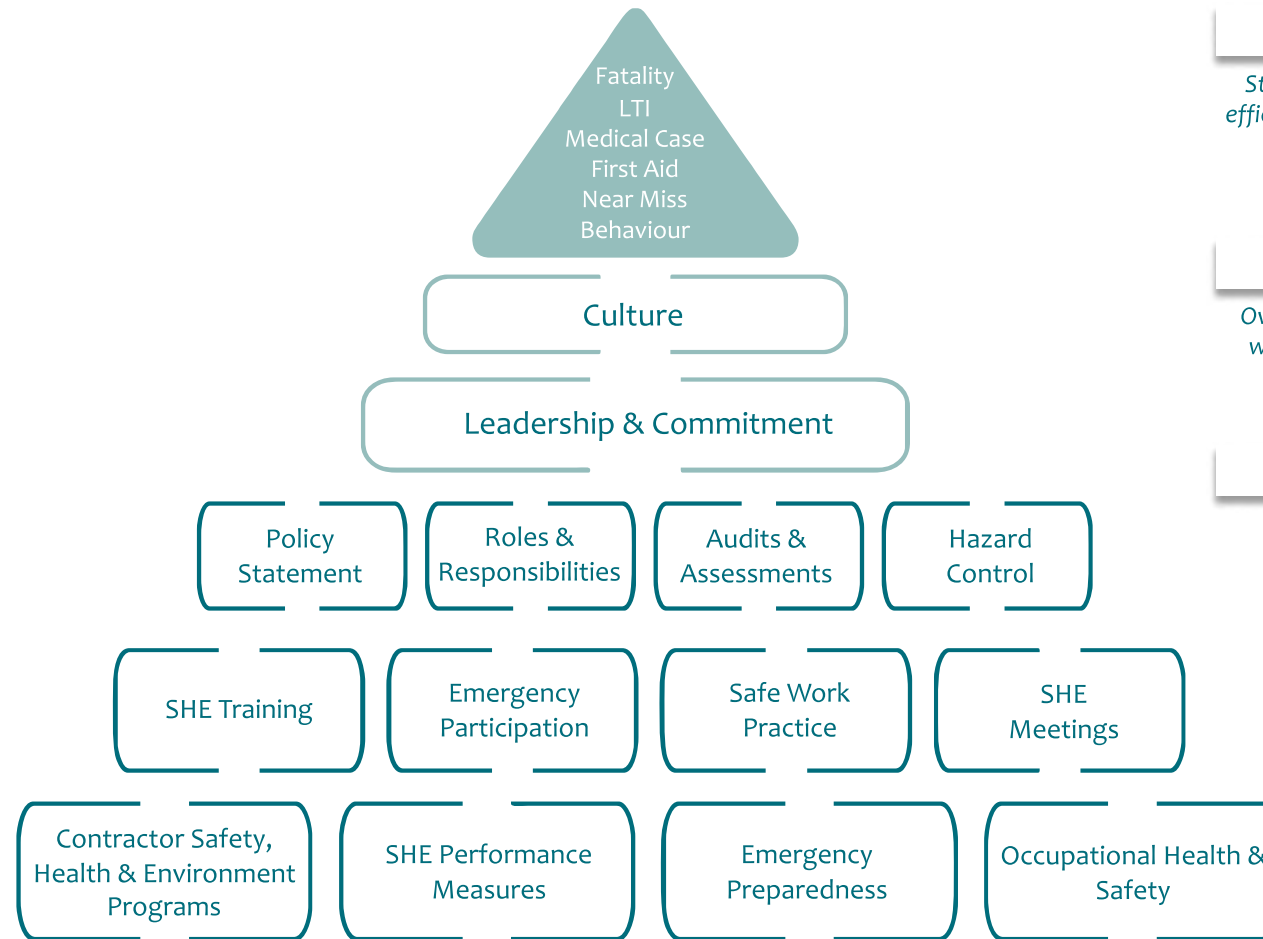 Fatality
LTI
Medical Case
First Aid
Near Miss
Behaviour
Culture
Leadership & Commitment
Policy
Statement
Roles &
Responsibilities
Audits &
Assessments
Hazard
Control
SHE Training
Emergency
Participation
Safe Work
Practice
SHE
Meetings
Contractor Safety,
Health & Environment
Programs
SHE Performance
Measures
Emergency
Preparedness
Occupational Health &
Safety